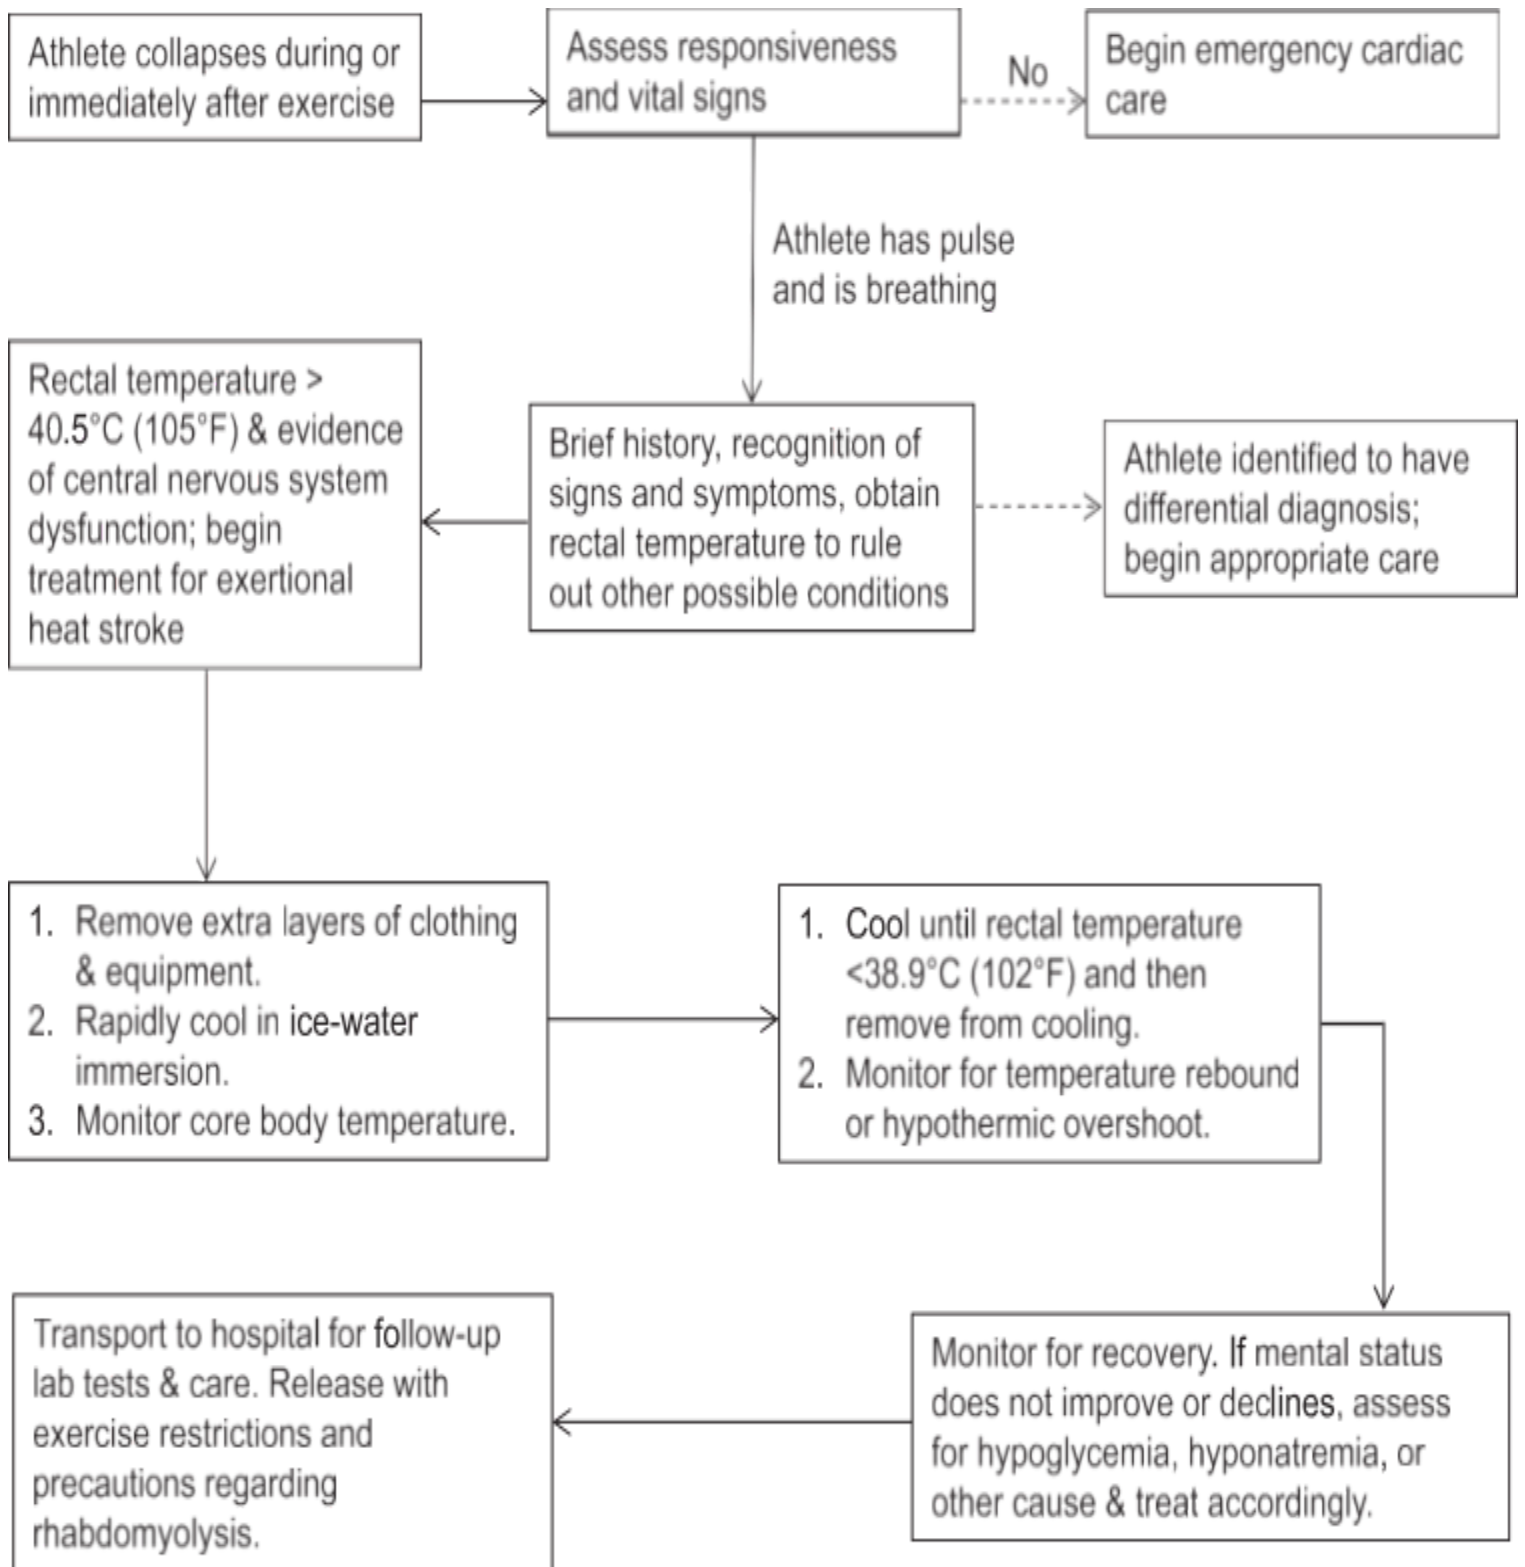 Athlete collapses during or
immediately after exercise
Assess responsiveness
and vital signs
No
Begin emergency cardiac
care
Athlete has pulse
and is breathing
Rectal temperature >
40.5°C (105°F) & evidence
of central nervous system
dysfunction; begin
treatment for exertional
heat stroke
Brief history, recognition of
signs and symptoms, obtain
rectal temperature to rule
out other possible conditions
Athlete identified to have
differential diagnosis;
begin appropriate care
1. Remove extra layers of clothing
& equipment.
2. Rapidly cool in ice-water
immersion.
3. Monitor core body temperature.
1. Cool until rectal temperature
<38.9°C (102°F) and then
remove from cooling.
2. Monitor for temperature rebound
or hypothermic overshoot.
Transport to hospital for follow-up
lab tests & care. Release with
exercise restrictions and
precautions regarding
rhabdomyolysis.
Monitor for recovery. If mental status
does not improve or declines, assess
for hypoglycemia, hyponatremia, or
other cause & treat accordingly.